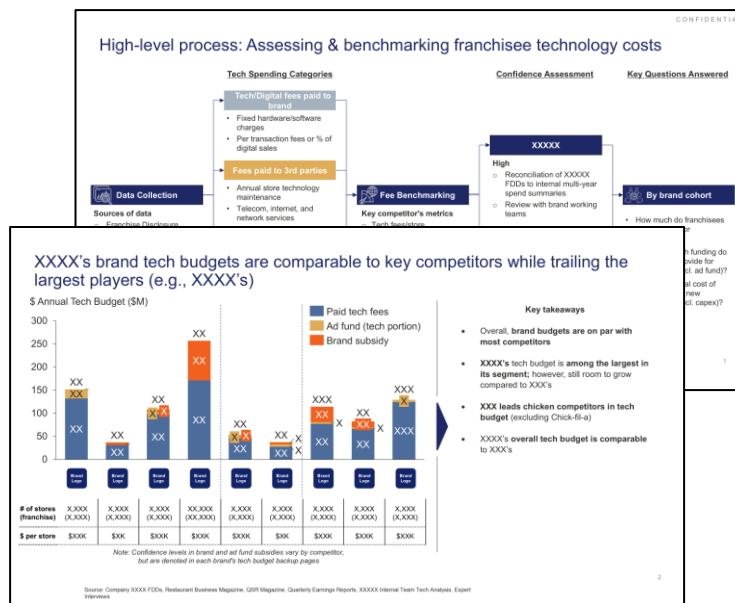 CONFIDENTIA
High-level process: Assessing & benchmarking franchisee technology costs
Tech Spending Categories
Confidence Assessment
Key Questions Answered
Tech/Digital fees paid to
brand
• Fixed hardware/software
charges
• Per transaction fees or % of
digital sales
Fees paid to 3rd parties
• Annual store technology
maintenance
• Telecom, internet, and
network services
Data Collection
Sources of data
Franchise Disclosure
Fee Benchmarking
Key competitor's metrics
Tech fees/store
XXXXX
High
○ Reconciliation of XXXXX
FDDs to internal multi-year
spend summaries
○ Review with brand working
teams
By brand cohort
• How much do franchisees
or
h funding do
ovide for
cl. ad fund)?
al cost of
new
cl. capex)?
1
XXXX's brand tech budgets are comparable to key competitors while trailing the
largest players (e.g., XXXX's)
$ Annual Tech Budget ($M)
Paid tech fees
Ad fund (tech portion)
Brand subsidy
300
250
200
150
100
50
0
XX XX XX
XX XX
XX X X XX
XX XX XX
XX X X XX
XX X X XX
XXX XX X XX
XX XX X XX
XXX X XXX
Brand Logo
Brand Logo
Brand Logo
Brand Logo
Brand Logo
Brand Logo
Brand Logo
Brand Logo
Brand Logo
# of stores X,XXX X,XXX X,XXX XX,XXX X,XXX X,XXX X,XXX X,XXX X,XXX
(franchise) (X,XXX) (X,XXX) (X,XXX) (XX,XXX) (X,XXX) (X,XXX) (X,XXX) (X,XXX) (X,XXX)
$ per store $XXK $XK $XXK $XXK $XXK $XXK $XXK $XXK $XXK
Note: Confidence levels in brand and ad fund subsidies vary by competitor,
but are denoted in each brand's tech budget backup pages
Key takeaways
• Overall, brand budgets are on par with
most competitors
• XXXX's tech budget is among the largest in
its segment; however, still room to grow
compared to XXX's
• XXX leads chicken competitors in tech
budget (excluding Chick-fil-a)
• XXXX's overall tech budget is comparable
to XXX's
2
Source: Company XXXX FDDs, Restaurant Business Magazine, QSR Magazine, Quarterly Earnings Reports, XXXXX Internal Team Tech Analysis, Expert
Interviews